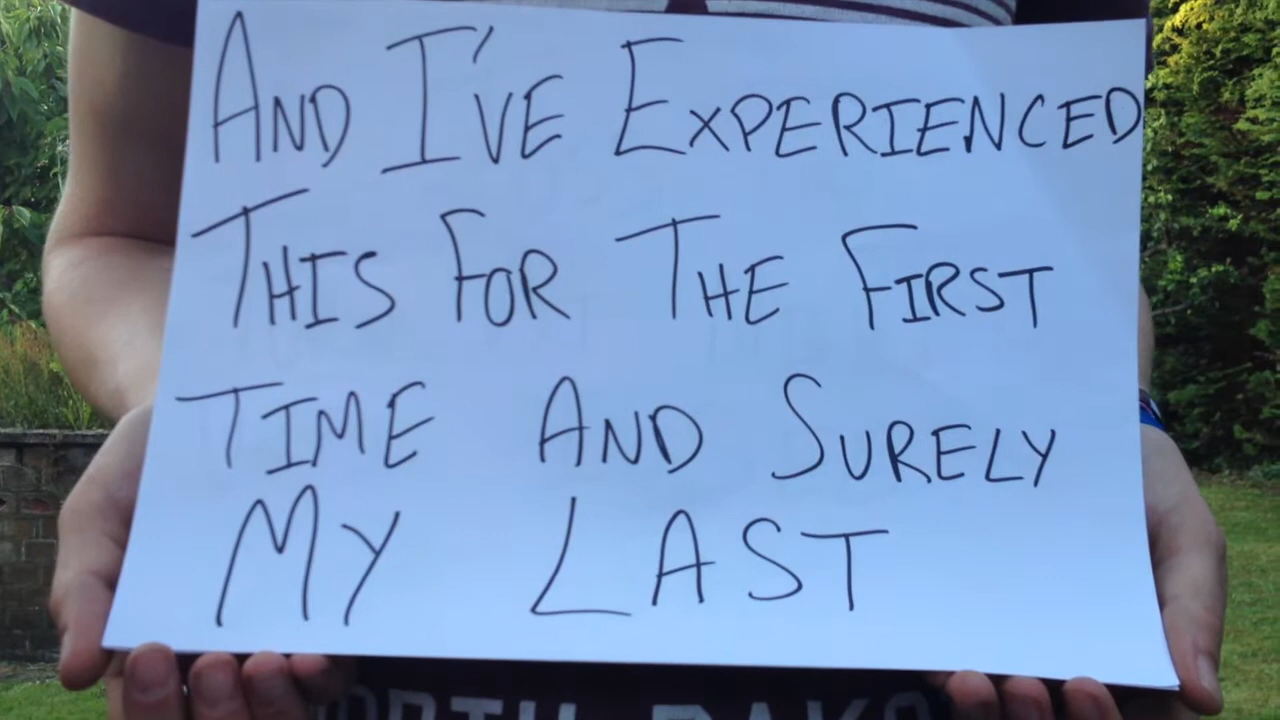 AND I'VE EXPERIENCED
THIS FOR THE FIRST
TIME AND SURELY
MY LAST